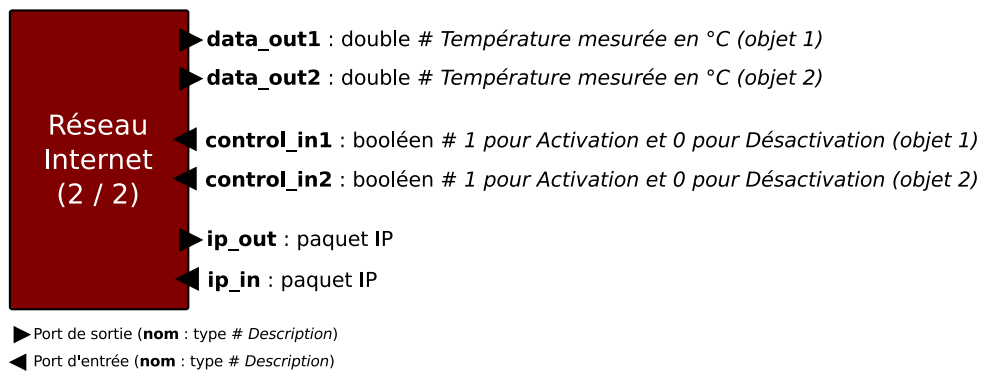 Réseau
Internet
(2 / 2)
data_out1 : double # Température mesurée en °C (objet 1)
data_out2 : double # Température mesurée en °C (objet 2)
control_in1 : booléen # 1 pour Activation et 0 pour Désactivation (objet 1)
control_in2 : booléen # 1 pour Activation et 0 pour Désactivation (objet 2)
ip_out : paquet IP
ip_in : paquet IP
Port de sortie (nom : type # Description)
Port d'entrée (nom : type # Description)